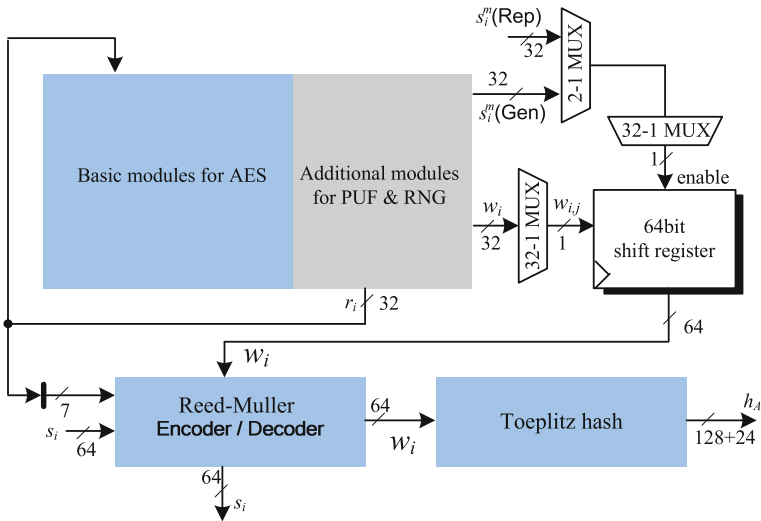 s_i^m(Rep)
32
2-1 MUX
32
s_i^m(Gen)
32-1 MUX
1
enable
Basic modules for AES
Additional modules
for PUF & RNG
w_i
32
32-1 MUX
w_{i,j}
1
64bit
shift register
r_i
32
64
w_i
7
s_i
64
Reed-Muller
Encoder / Decoder
64
w_i
Toeplitz hash
h_A
128+24
64
s_i